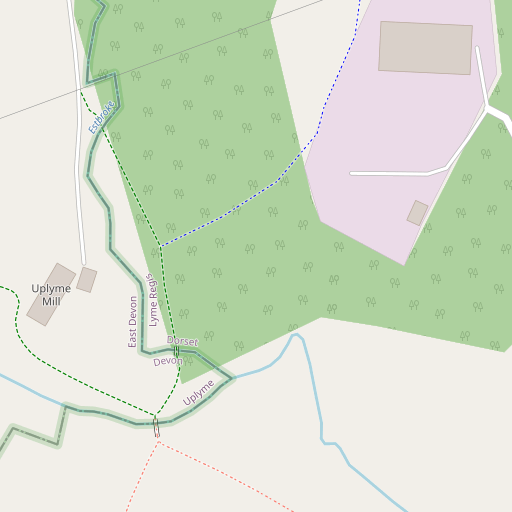 Estbroke
Lyme Regis
East Devon
Uplyme
Mill
Dorset
Devon
Uplyme